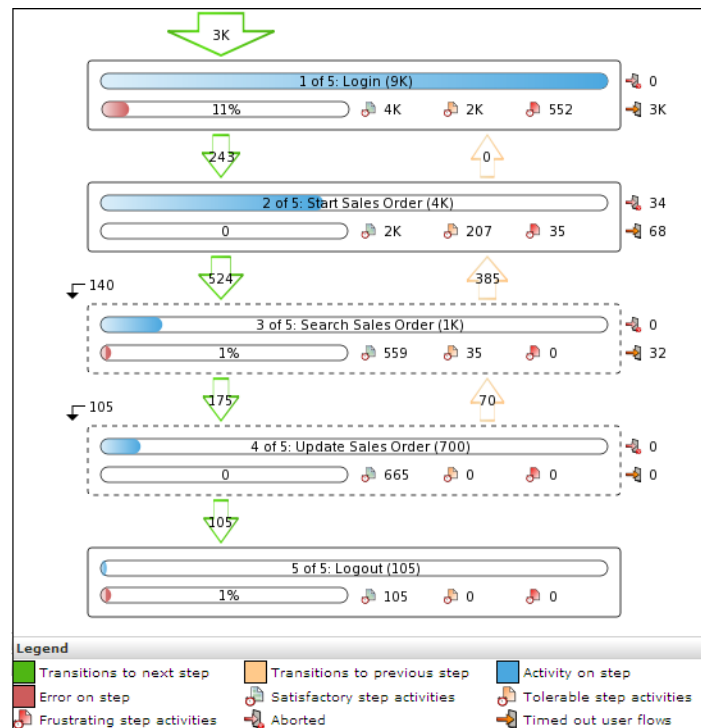 3K
1 of 5: Login (9K) 0
11% 4K 2K 552 3K
243 0
2 of 5: Start Sales Order (4K) 34
0 2K 207 35 68
524 385
140
3 of 5: Search Sales Order (1K) 0
1% 559 35 0 32
175 70
105
4 of 5: Update Sales Order (700) 0
0 665 0 0 0
105
5 of 5: Logout (105)
1% 105 0 0
Legend
Transitions to next step Transitions to previous step Activity on step
Error on step Satisfactory step activities Tolerable step activities
Frustrating step activities Aborted Timed out user flows